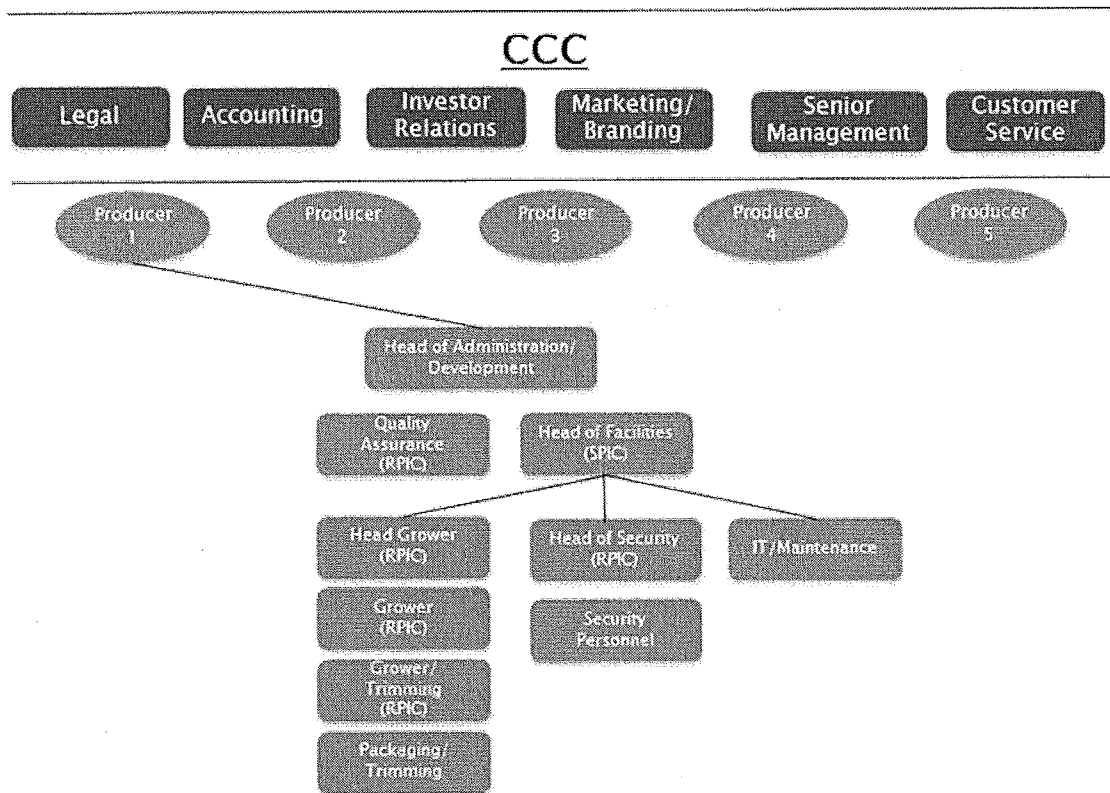 CCC
Legal
Accounting
Investor
Relations
Marketing/
Branding
Senior
Management
Customer
Service
Producer
1
Producer
2
Producer
3
Producer
4
Producer
5
Head of Administration/
Development
Quality
Assurance
(RPIC)
Head of Facilities
(SPIC)
Head Grower
(RPIC)
Head of Security
(RPIC)
IT/Maintenance
Grower
(RPIC)
Security
Personnel
Grower/
Trimming
(RPIC)
Packaging/
Trimming